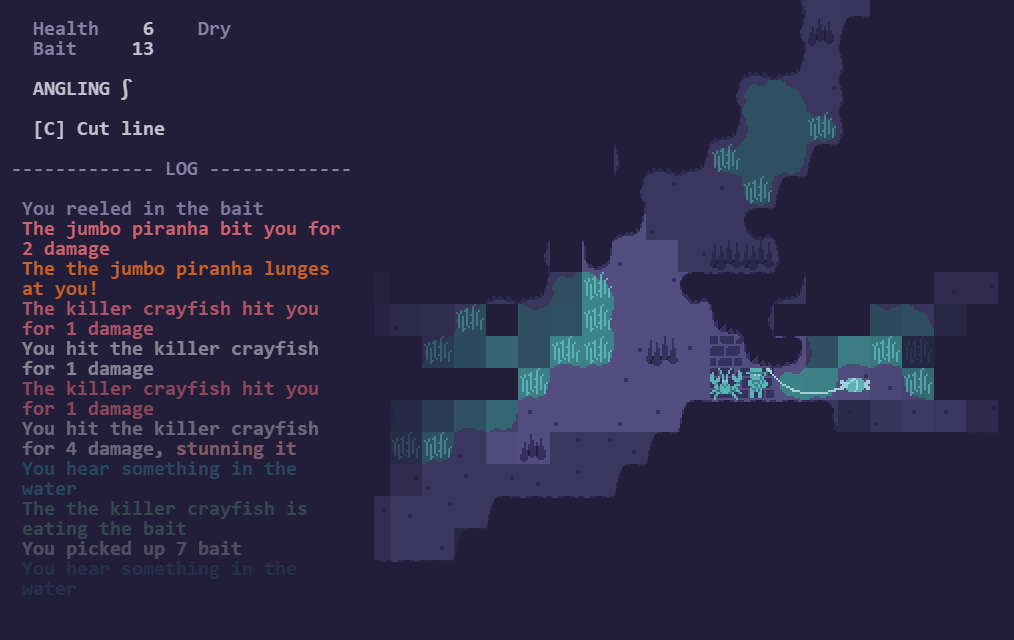 Health 6 Dry
Bait 13
ANGLING ʃ
[C] Cut line
------------- LOG -------------
You reeled in the bait
The jumbo piranha bit you for
2 damage
The the jumbo piranha lunges
at you!
The killer crayfish hit you
for 1 damage
You hit the killer crayfish
for 1 damage
The killer crayfish hit you
for 1 damage
You hit the killer crayfish
for 4 damage, stunning it
You hear something in the
water
The the killer crayfish is
eating the bait
You picked up 7 bait
You hear something in the
water